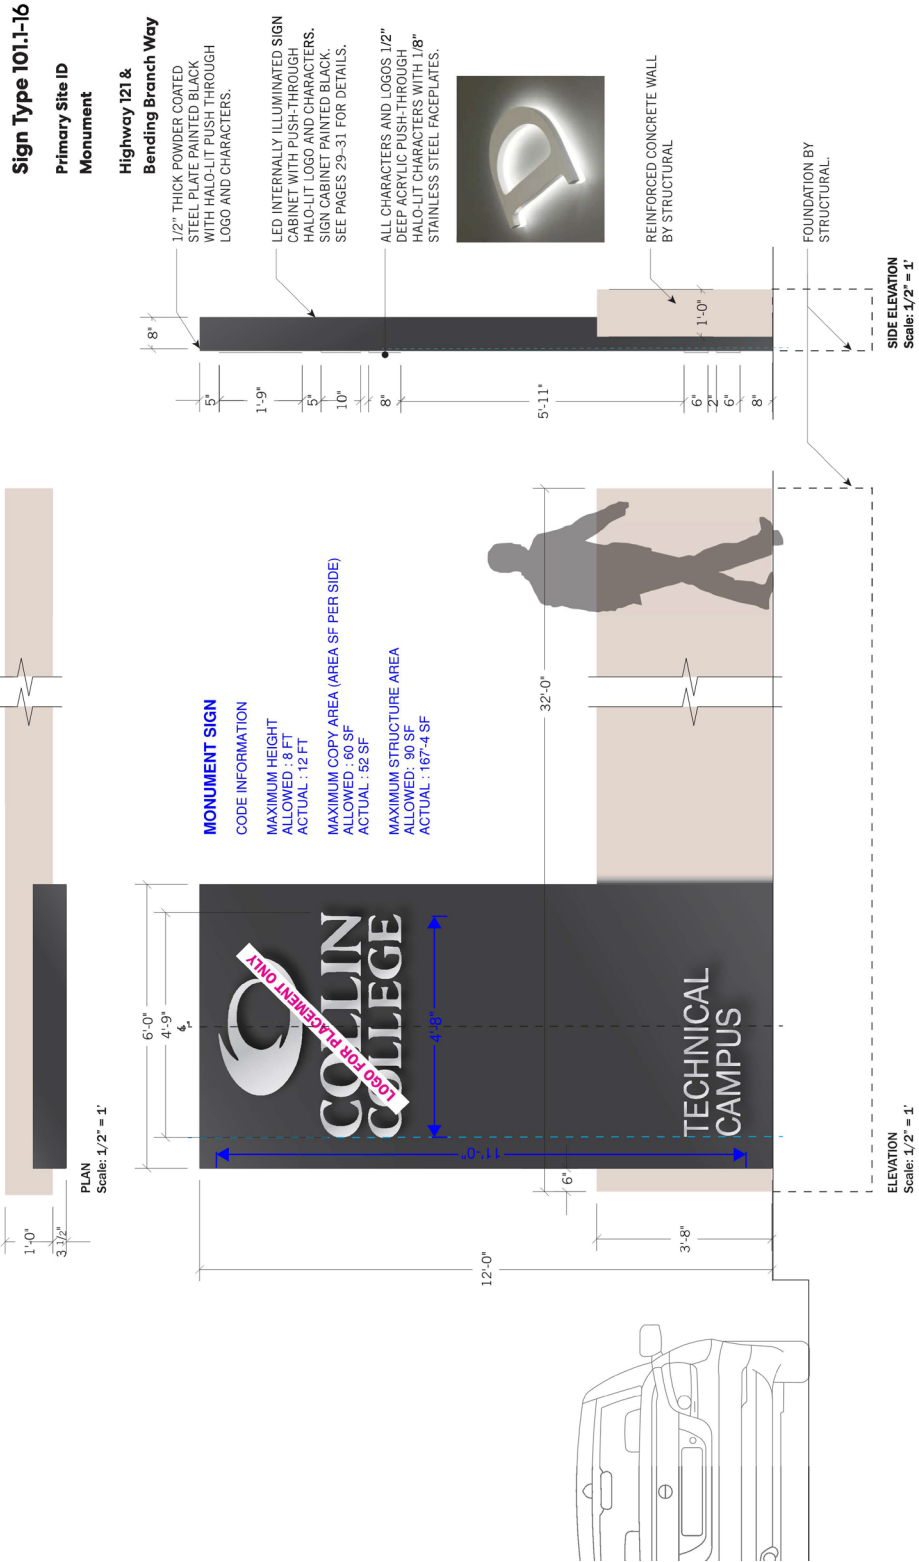 Sign Type 101.1-16
Primary Site ID
Monument
Highway 121 &
Bending Branch Way
1/2" THICK POWDER COATED
STEEL PLATE PAINTED BLACK
WITH HALO-LIT PUSH THROUGH
LOGO AND CHARACTERS.
LED INTERNALLY ILLUMINATED SIGN
CABINET WITH PUSH-THROUGH
HALO-LIT LOGO AND CHARACTERS.
SIGN CABINET PAINTED BLACK.
SEE PAGES 29–31 FOR DETAILS.
ALL CHARACTERS AND LOGOS 1/2"
DEEP ACRYLIC PUSH-THROUGH
HALO-LIT CHARACTERS WITH 1/8"
STAINLESS STEEL FACEPLATES.
D
REINFORCED CONCRETE WALL
BY STRUCTURAL
FOUNDATION BY
STRUCTURAL.
8"
5"
1'-9"
5"
10"
8"
5'-11"
6"
2"
6"
8"
1'-0"
SIDE ELEVATION
Scale: 1/2" = 1'
MONUMENT SIGN
CODE INFORMATION
MAXIMUM HEIGHT
ALLOWED : 8 FT
ACTUAL : 12 FT
MAXIMUM COPY AREA (AREA SF PER SIDE)
ALLOWED : 60 SF
ACTUAL : 52 SF
MAXIMUM STRUCTURE AREA
ALLOWED: 90 SF
ACTUAL : 167'-4 SF
32'-0"
1'-0"
3 1/2"
PLAN
Scale: 1/2" = 1'
6'-0"
4'-9"
LOGO FOR PLACEMENT ONLY
COLLIN
COLLEGE
4'-8"
11'-0"
TECHNICAL
CAMPUS
6"
12'-0"
3'-8"
ELEVATION
Scale: 1/2" = 1'